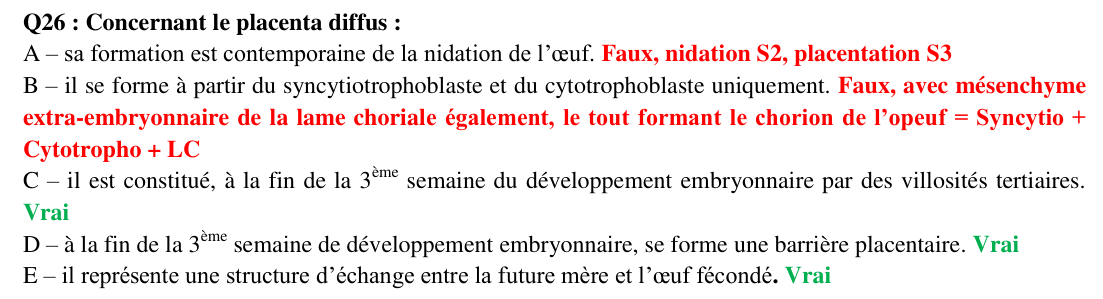 Q26 : Concernant le placenta diffus :
A – sa formation est contemporaine de la nidation de l’œuf. Faux, nidation S2, placentation S3
B – il se forme à partir du syncytiotrophoblaste et du cytotrophoblaste uniquement. Faux, avec mésenchyme
extra-embryonnaire de la lame choriale également, le tout formant le chorion de l’opeuf = Syncytio +
Cytotropho + LC
C – il est constitué, à la fin de la 3ème semaine du développement embryonnaire par des villosités tertiaires.
Vrai
D – à la fin de la 3ème semaine de développement embryonnaire, se forme une barrière placentaire. Vrai
E – il représente une structure d’échange entre la future mère et l’œuf fécondé. Vrai